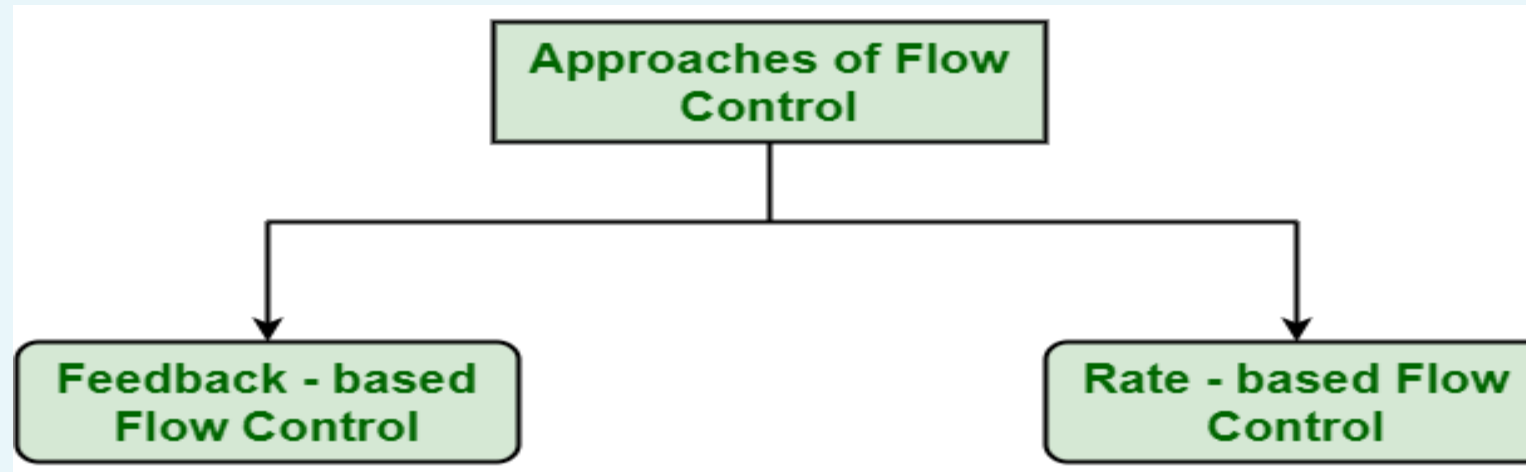 Approaches of Flow
Control
Feedback - based
Flow Control
Rate - based Flow
Control